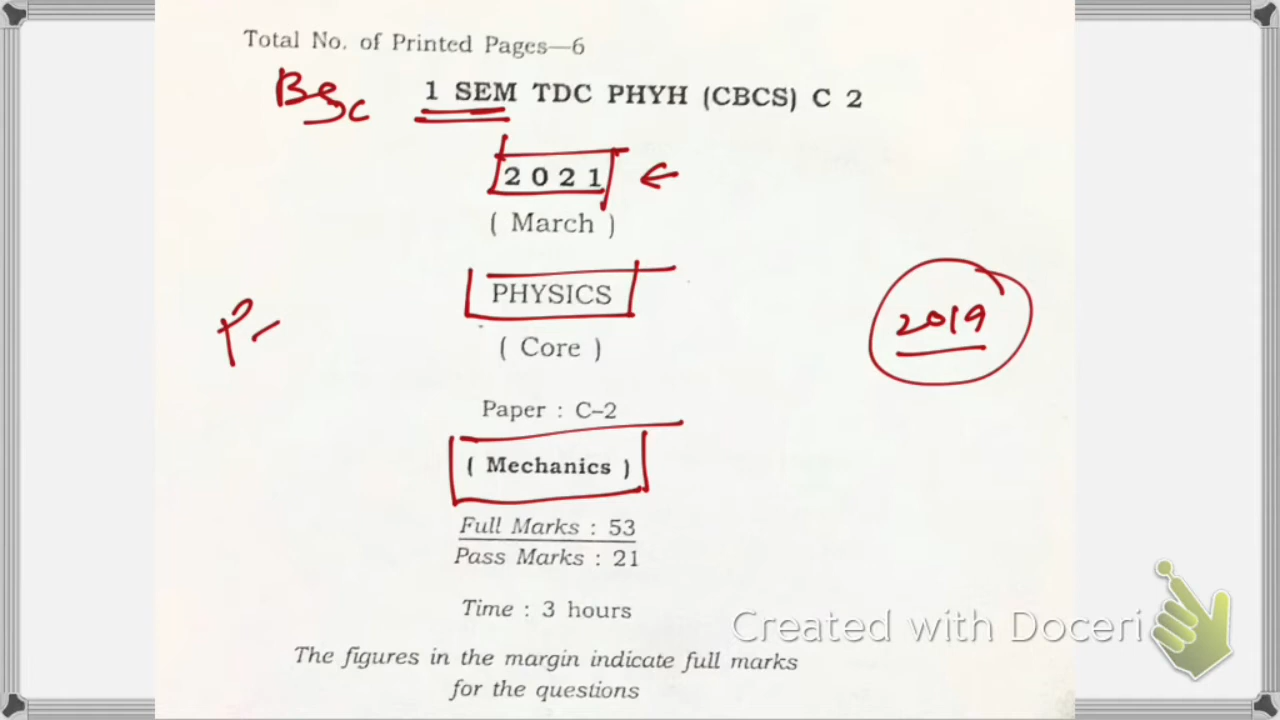 Total No. of Printed Pages—6
BSc 1 SEM TDC PHYH (CBCS) C 2
2021
( March )
PHYSICS
2019
( Core )
Paper : C–2
( Mechanics )
Full Marks : 53
Pass Marks : 21
Time : 3 hours
Created with Doceri
The figures in the margin indicate full marks
for the questions